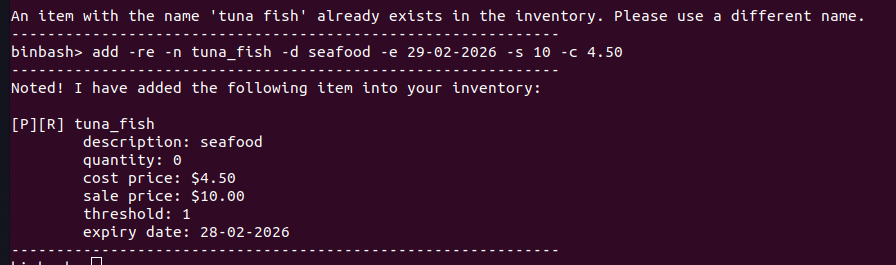 An item with the name 'tuna fish' already exists in the inventory. Please use a different name.
-------------------------------------------------------------
binbash> add -re -n tuna_fish -d seafood -e 29-02-2026 -s 10 -c 4.50
-------------------------------------------------------------
Noted! I have added the following item into your inventory:
[P][R] tuna_fish
description: seafood
quantity: 0
cost price: $4.50
sale price: $10.00
threshold: 1
expiry date: 28-02-2026
-------------------------------------------------------------